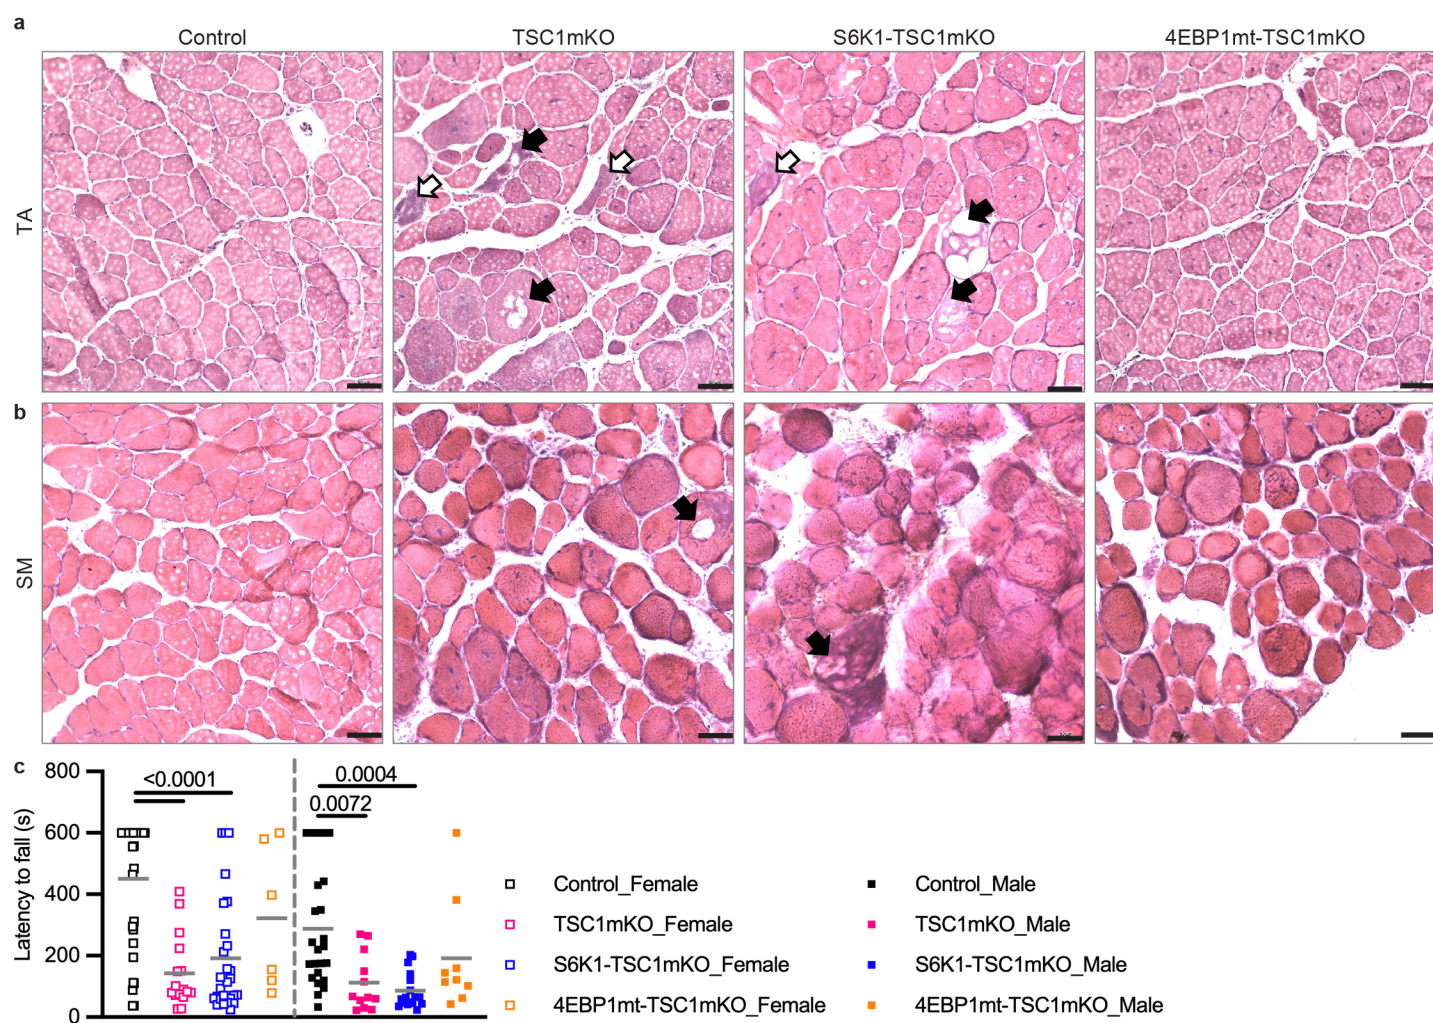 a
Control
TSC1mKO
S6K1-TSC1mKO
4EBP1mt-TSC1mKO
TA
b
SM
c
Latency to fall (s)
800
600
400
200
0
<0.0001
0.0004
0.0072
Control_Female
TSC1mKO_Female
S6K1-TSC1mKO_Female
4EBP1mt-TSC1mKO_Female
Control_Male
TSC1mKO_Male
S6K1-TSC1mKO_Male
4EBP1mt-TSC1mKO_Male